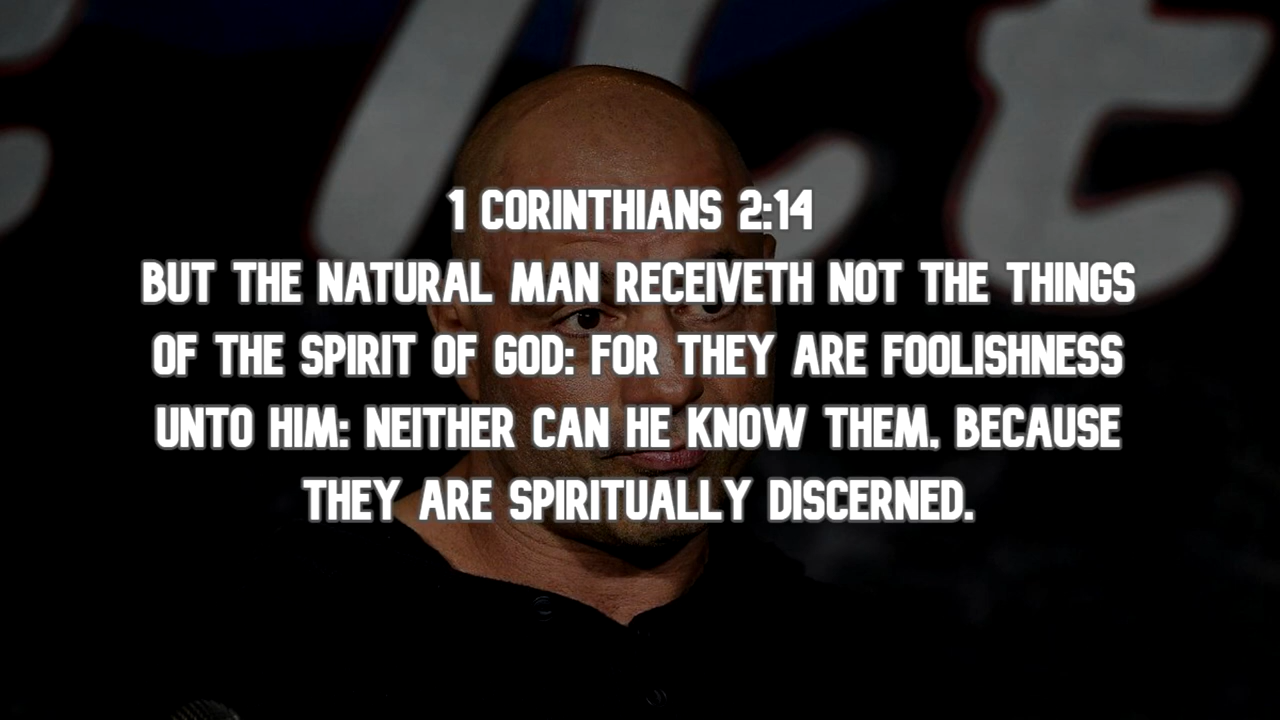 1 CORINTHIANS 2:14
BUT THE NATURAL MAN RECEIVETH NOT THE THINGS
OF THE SPIRIT OF GOD: FOR THEY ARE FOOLISHNESS
UNTO HIM: NEITHER CAN HE KNOW THEM, BECAUSE
THEY ARE SPIRITUALLY DISCERNED.